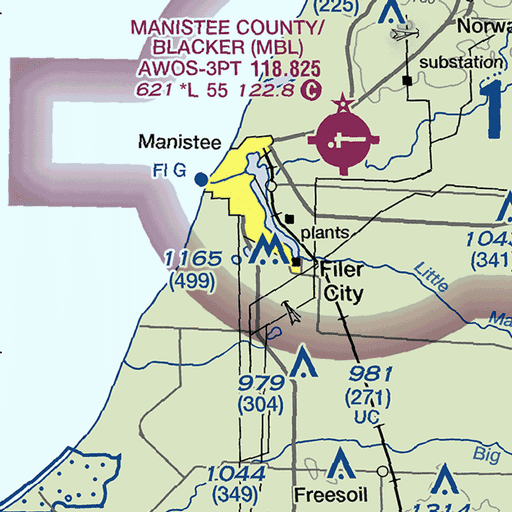 (225)
MANISTEE COUNTY/
BLACKER (MBL)
AWOS-3PT 118.825
621 *L 55 122.8 C
Norwa
substation
1
Manistee
Fl G
plants
1165
(499)
1043
(341)
Filer
City
Little
Ma
979
(304)
981
(271)
UC
1044
(349)
Big
Freesoil
1314